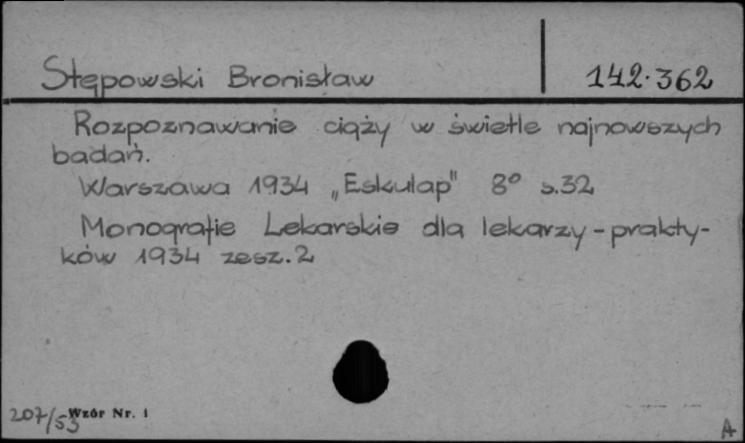 Stępowski Bronisław 142.362
Rozpoznawanie ciąży w świetle najnowszych
badań.
Warszawa 1934 „Eskulap" 8° s.32
Monografie Lekarskie dla lekarzy-prakty-
ków 1934 zesz.2
207/53 Wzór Nr. 1
A